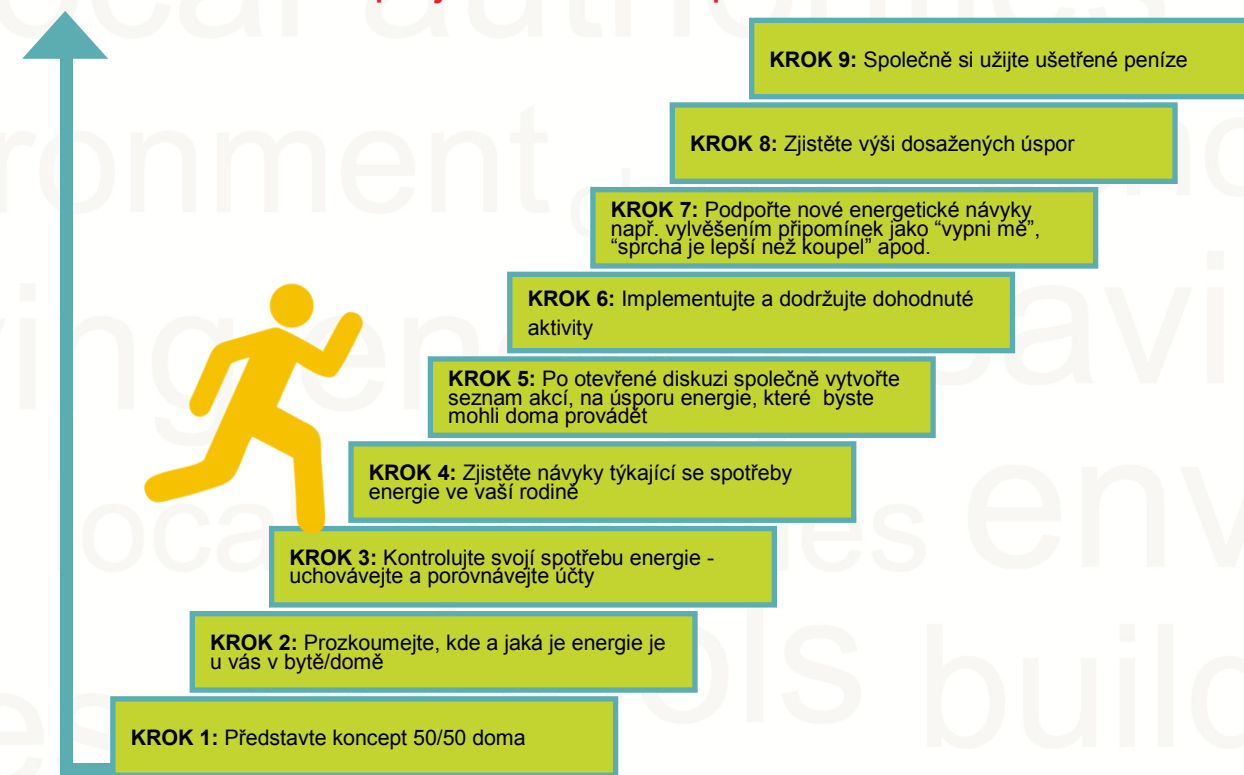 KROK 9: Společně si užijte ušetřené peníze
KROK 8: Zjistěte výši dosažených úspor
KROK 7: Podpořte nové energetické návyky
např. vylvěšením připomínek jako “vypni mě”,
“sprcha je lepší než koupel” apod.
KROK 6: Implementujte a dodržujte dohodnuté
aktivity
KROK 5: Po otevřené diskuzi společně vytvořte
seznam akcí, na úsporu energie, které byste
mohli doma provádět
KROK 4: Zjistěte návyky týkající se spotřeby
energie ve vaší rodině
KROK 3: Kontrolujte svojí spotřebu energie -
uchovávejte a porovnávejte účty
KROK 2: Prozkoumejte, kde a jaká je energie je
u vás v bytě/domě
KROK 1: Představte koncept 50/50 doma